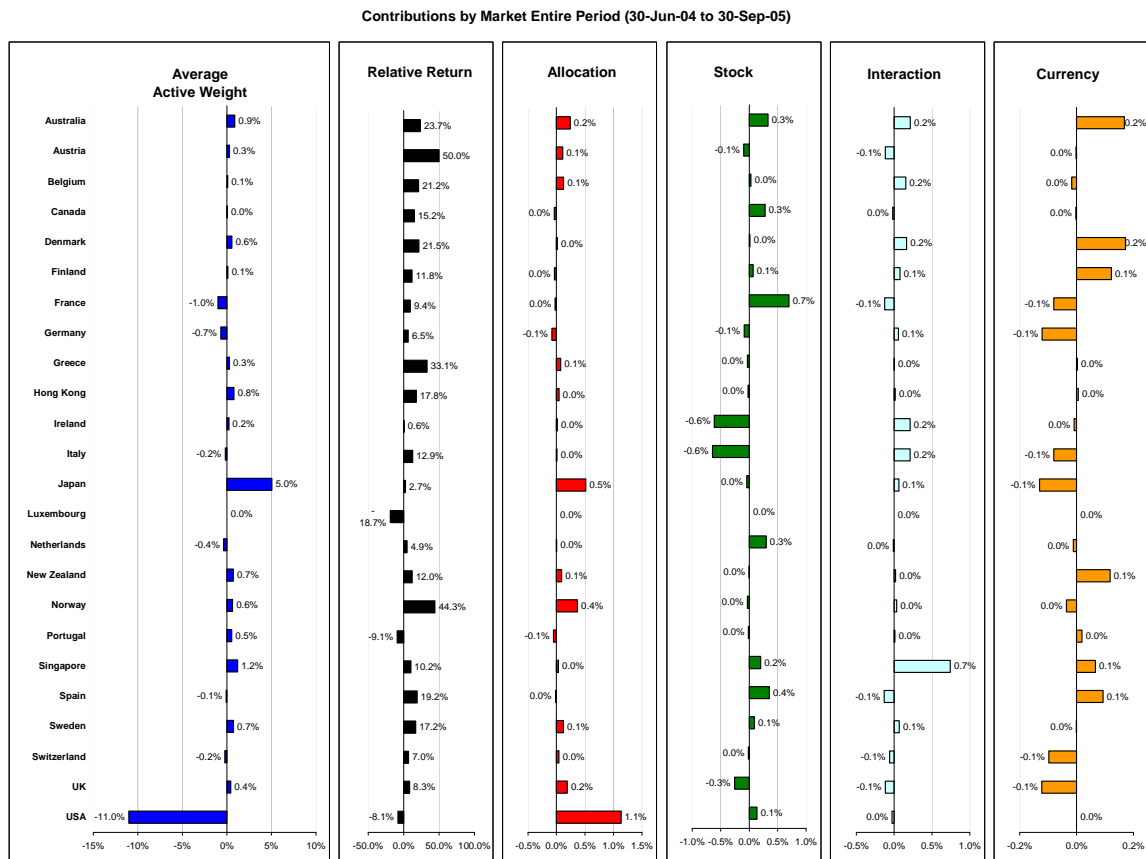 Contributions by Market Entire Period (30-Jun-04 to 30-Sep-05)
Average
Active Weight
Relative Return
Allocation
Stock
Interaction
Currency
Australia 0.9% 23.7% 0.2% 0.3% 0.2% 0.2%
Austria 0.3% 50.0% 0.1% -0.1% -0.1% 0.0%
Belgium 0.1% 21.2% 0.1% 0.0% 0.2% 0.0%
Canada 0.0% 15.2% 0.0% 0.3% 0.0% 0.0%
Denmark 0.6% 21.5% 0.0% 0.0% 0.2% 0.2%
Finland 0.1% 11.8% 0.0% 0.1% 0.1% 0.1%
France -1.0% 9.4% 0.0% 0.7% -0.1% -0.1%
Germany -0.7% 6.5% -0.1% -0.1% 0.1% -0.1%
Greece 0.3% 33.1% 0.1% 0.0% 0.0% 0.0%
Hong Kong 0.8% 17.8% 0.0% 0.0% 0.0% 0.0%
Ireland 0.2% 0.6% 0.0% -0.6% 0.2% 0.0%
Italy -0.2% 12.9% 0.0% -0.6% 0.2% -0.1%
Japan 5.0% 2.7% 0.5% 0.0% 0.1% -0.1%
Luxembourg 0.0% -
18.7% 0.0% 0.0% 0.0% 0.0%
Netherlands -0.4% 4.9% 0.0% 0.3% 0.0% 0.0%
New Zealand 0.7% 12.0% 0.1% 0.0% 0.0% 0.1%
Norway 0.6% 44.3% 0.4% 0.0% 0.0% 0.0%
Portugal 0.5% -9.1% -0.1% 0.0% 0.0% 0.0%
Singapore 1.2% 10.2% 0.0% 0.2% 0.7% 0.1%
Spain -0.1% 19.2% 0.0% 0.4% -0.1% 0.1%
Sweden 0.7% 17.2% 0.1% 0.1% 0.1% 0.0%
Switzerland -0.2% 7.0% 0.0% 0.0% -0.1% -0.1%
UK 0.4% 8.3% 0.2% -0.3% -0.1% -0.1%
USA -11.0% -8.1% 1.1% 0.1% 0.0% 0.0%
-15% -10% -5% 0% 5% 10%
-50.0% 0.0% 50.0% 100.0%
-1.0% -0.5% 0.0% 0.5% 1.0% 1.5%
-1.5% -1.0% -0.5% 0.0% 0.5% 1.0%
-0.5% 0.0% 0.5% 1.0%
-0.2% -0.1% 0.0% 0.1% 0.2%